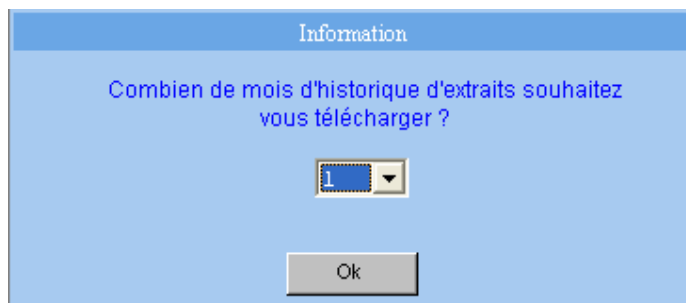 Information
Combien de mois d'historique d'extraits souhaitez
vous télécharger ?
1
Ok